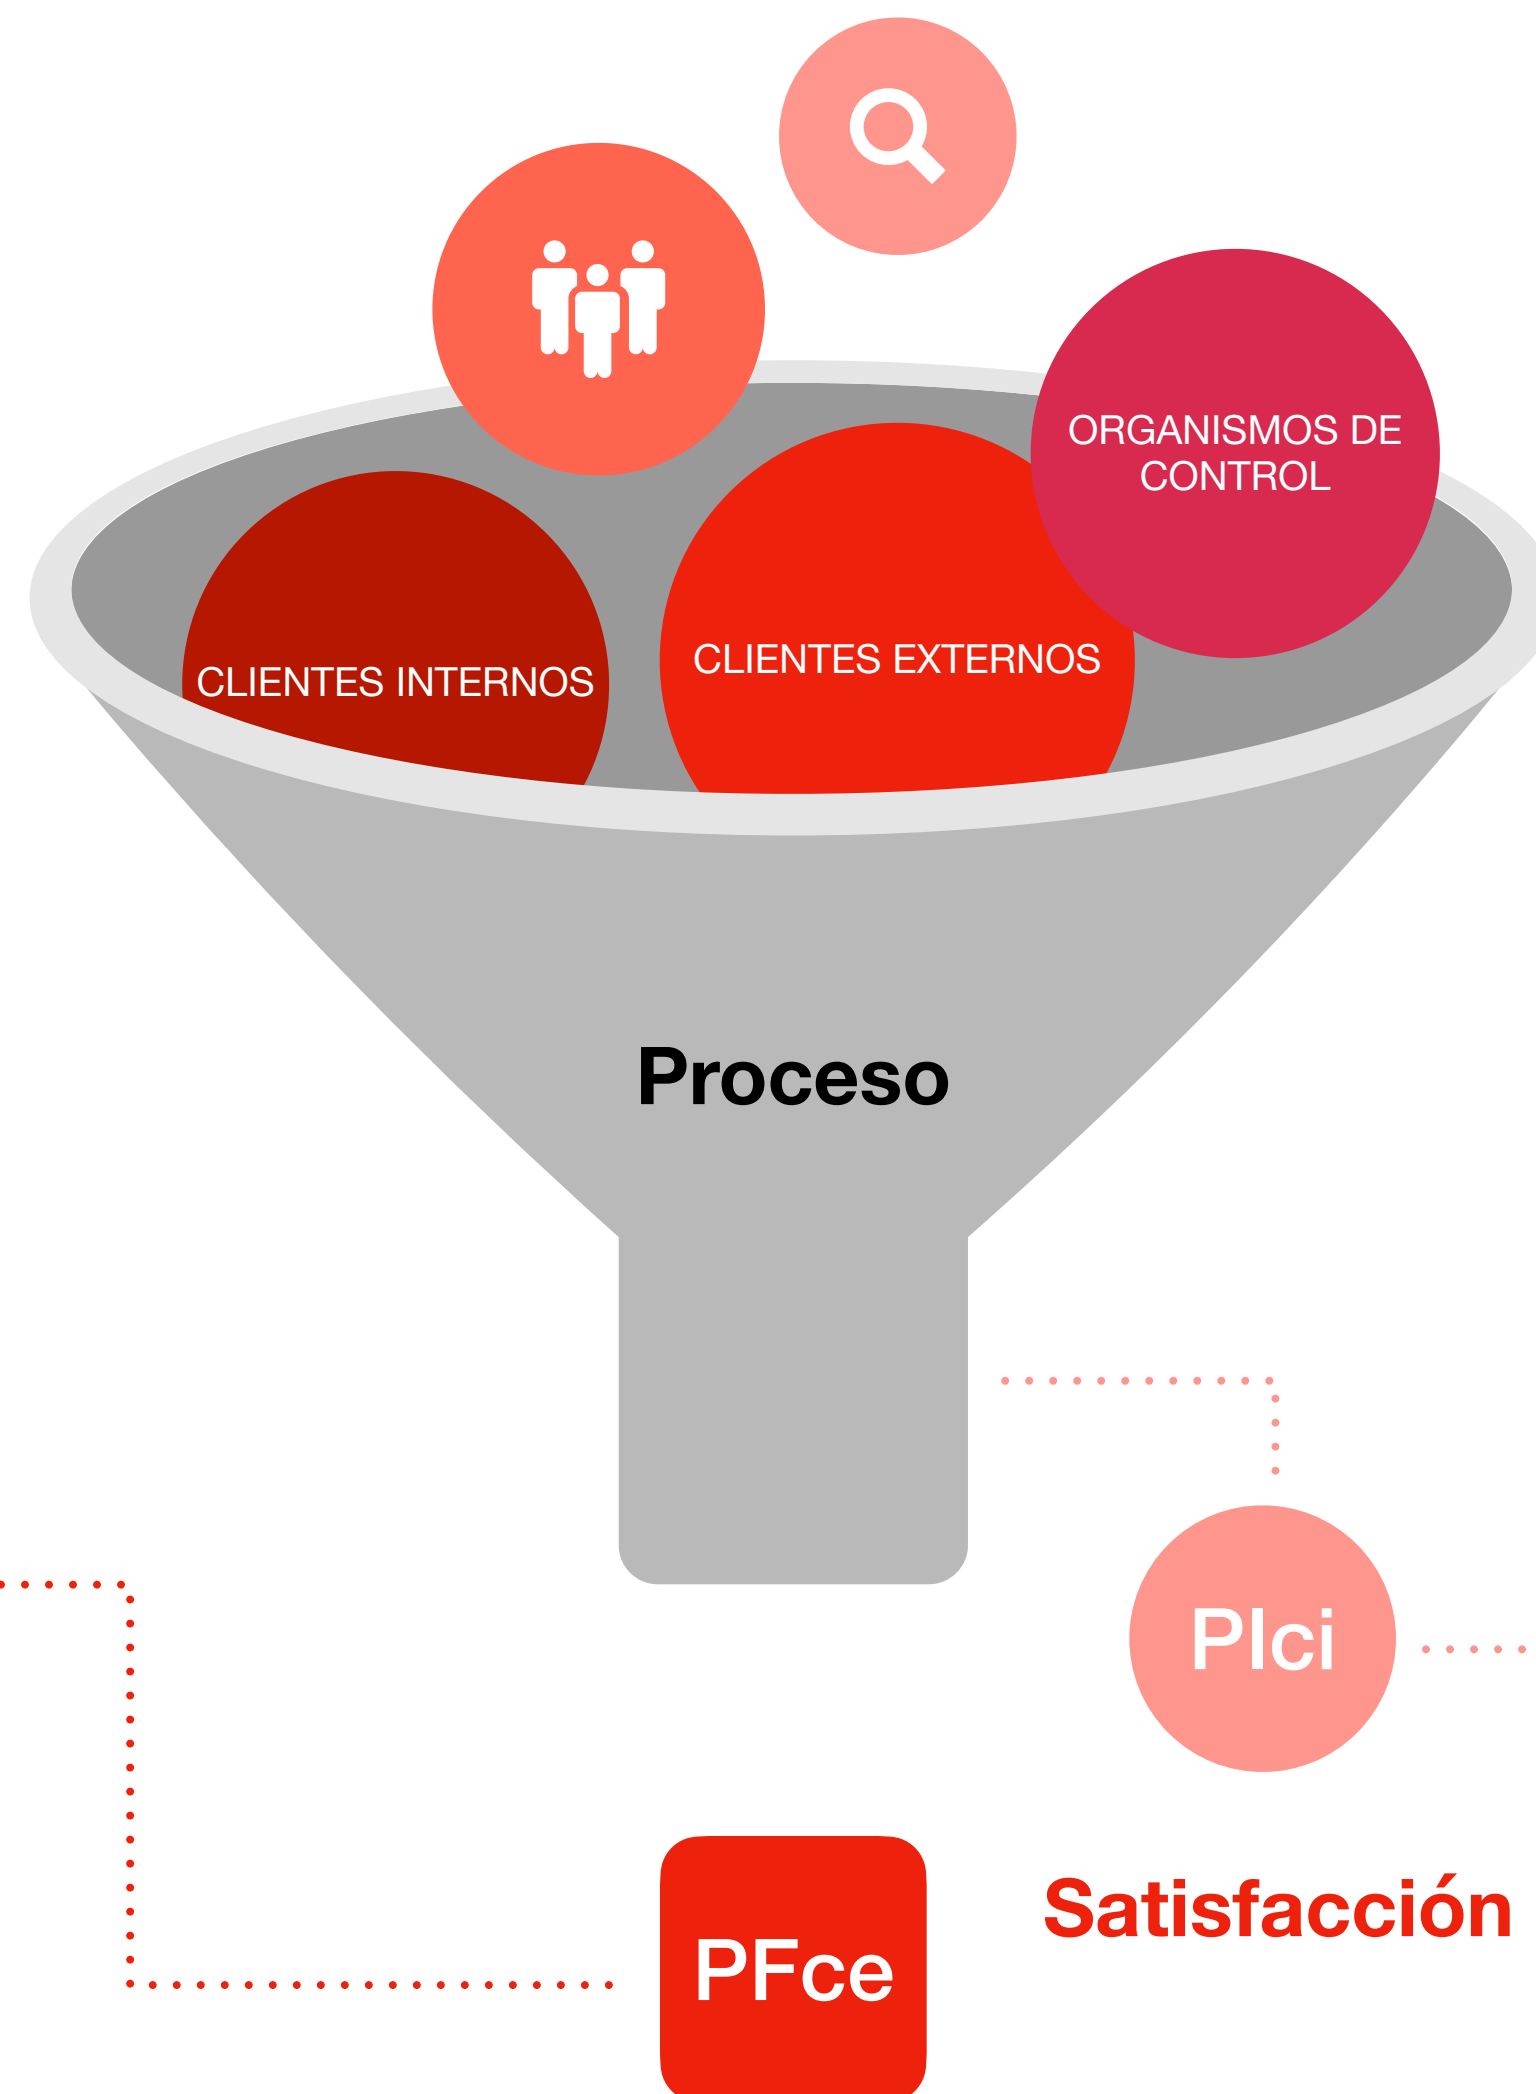 ORGANISMOS DE
CONTROL
CLIENTES INTERNOS
CLIENTES EXTERNOS
Proceso
PIci
Satisfacción
PFce